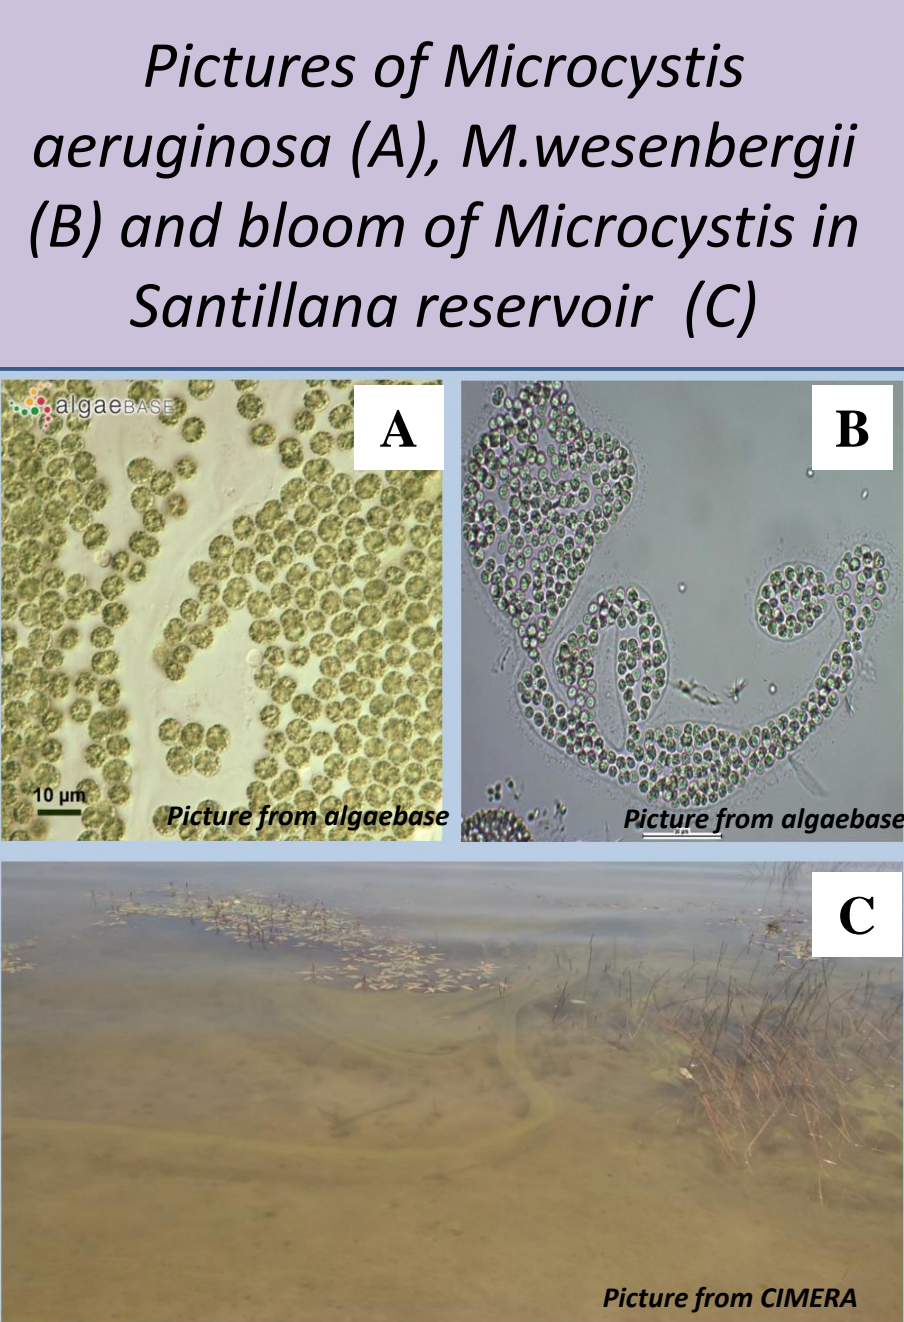 Pictures of Microcystis
aeruginosa (A), M.wesenbergii
(B) and bloom of Microcystis in
Santillana reservoir (C)
algaeBASE
A
B
10 µm
Picture from algaebase
Picture from algaebase
C
Picture from CIMERA